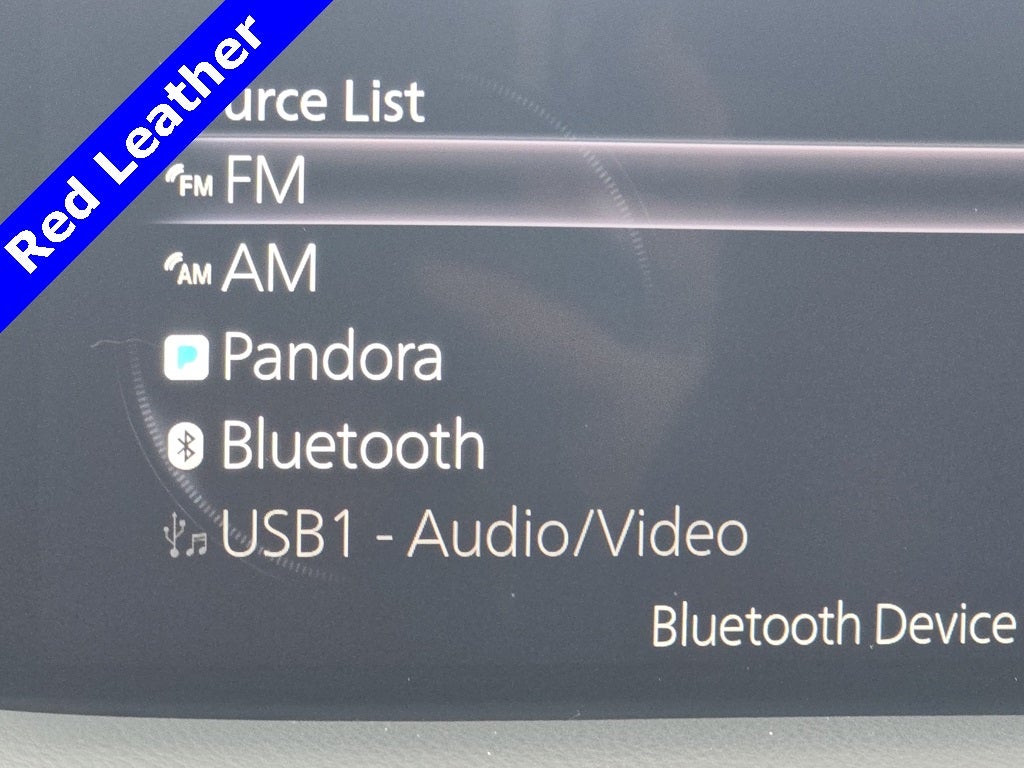 Red Leather
urce List
FM FM
AM AM
Pandora
Bluetooth
USB1 - Audio/Video
Bluetooth Device